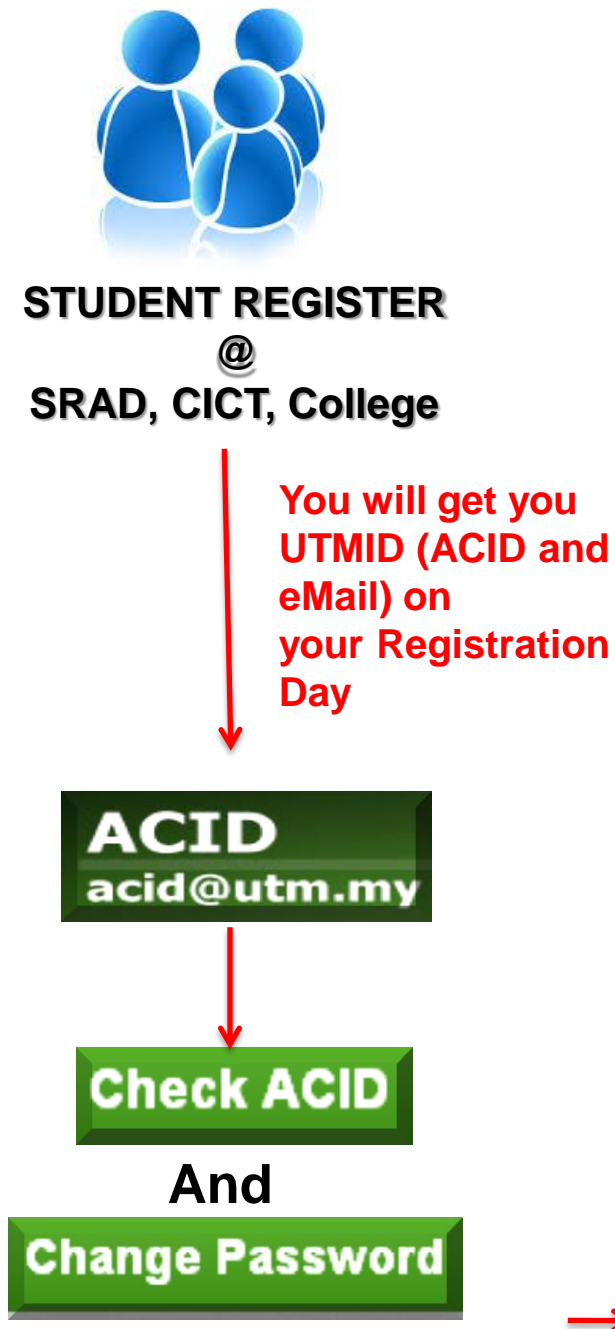 STUDENT REGISTER
@
SRAD, CICT, College
You will get you
UTMID (ACID and
eMail) on
your Registration
Day
ACID
acid@utm.my
Check ACID
And
Change Password